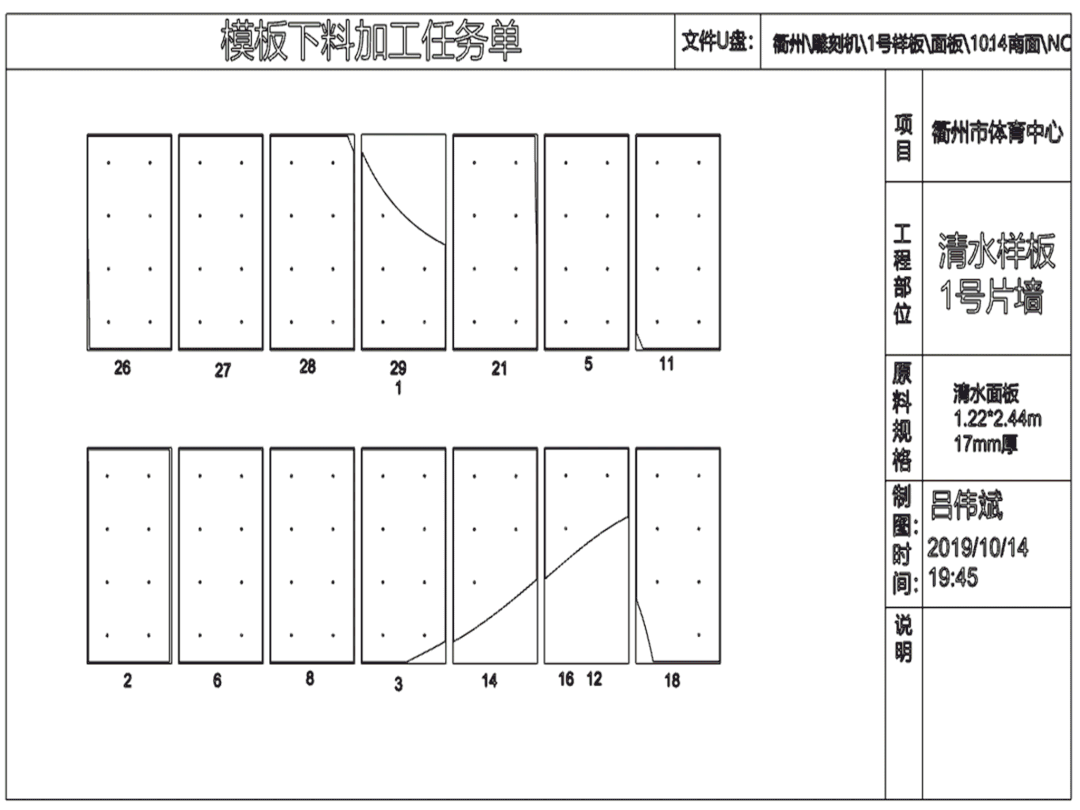 模板下料加工任务单
文件U盘：
衢州\雕刻机\1号样板\面板\10.14南面\NC
项目
衢州市体育中心
工程部位
清水样板
1号片墙
原料规格
清水面板
1.22*2.44m
17mm厚
制图：
时间：
吕伟斌
2019/10/14
19:45
说明
26
27
28
29
1
21
5
11
2
6
8
3
14
16 12
18